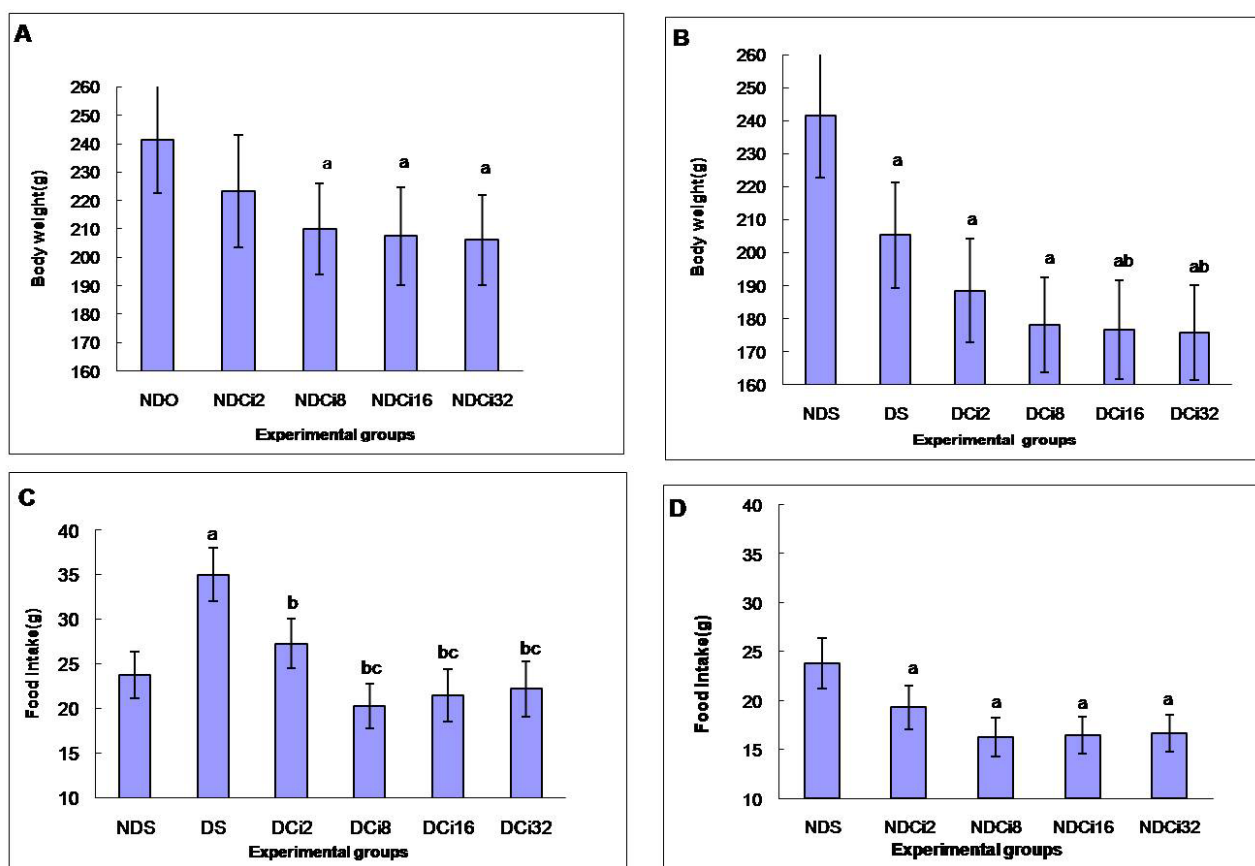 A
260
250
240
230
220
210
200
190
180
170
160
Body weight(g)
a a a
NDO NDCi2 NDCi8 NDCi16 NDCi32
Experimental groups
B
260
250
240
230
220
210
200
190
180
170
160
Body weight(g)
a a a ab ab
NDS DS DCi2 DCi8 DCi16 DCi32
Experimental groups
C
40
35
30
25
20
15
10
Food Intake(g)
a b bc bc bc
NDS DS DCi2 DCi8 DCi16 DCi32
Experimental groups
D
40
35
30
25
20
15
10
Food Intake(g)
a a a a
NDS NDCi2 NDCi8 NDCi16 NDCi32
Experimental groups